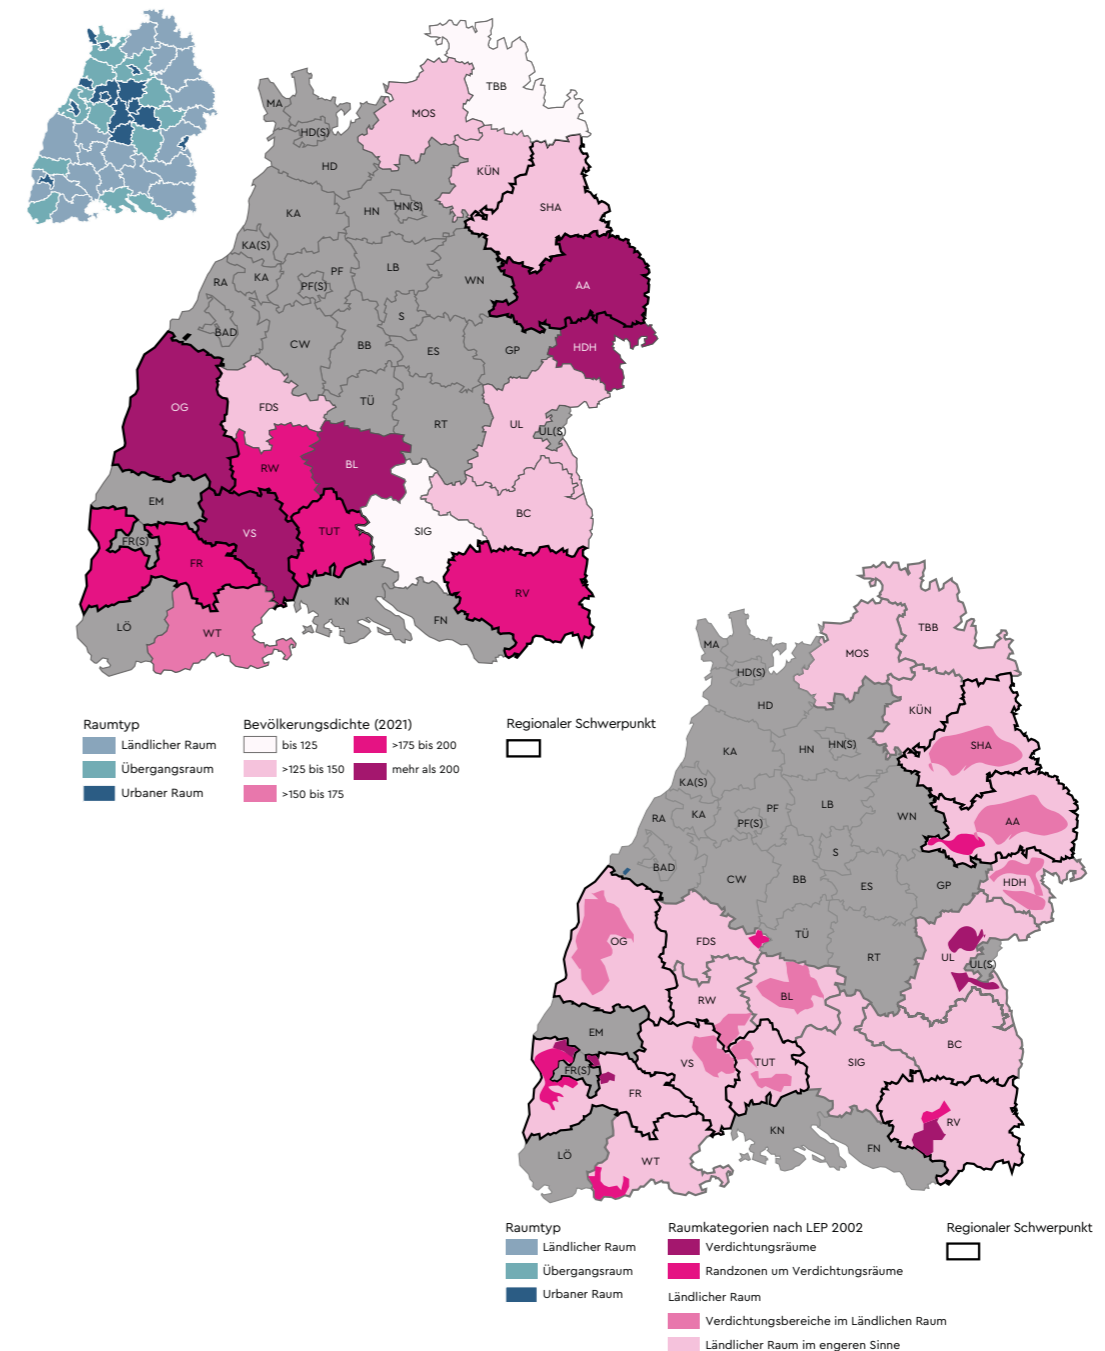 TBB
MA
MOS
HD(S)
HD
KÜN
KA
HN
HN(S)
SHA
KA(S)
KA
PF
PF(S)
LB
WN
RA
AA
BAD
S
CW
BB
ES
GP
HDH
OG
FDS
TÜ
RT
UL
UL(S)
RW
BL
EM
VS
TUT
SIG
BC
FR(S)
FR
RV
LÖ
WT
KN
FN
Raumtyp
Ländlicher Raum
Übergangsraum
Urbaner Raum
Bevölkerungsdichte (2021)
bis 125
>125 bis 150
>150 bis 175
>175 bis 200
mehr als 200
Regionaler Schwerpunkt
TBB
MA
MOS
HD(S)
HD
KÜN
KA
HN
HN(S)
SHA
KA(S)
KA
PF
PF(S)
LB
WN
RA
AA
BAD
S
CW
BB
ES
GP
HDH
OG
FDS
TÜ
RT
UL
UL(S)
RW
BL
EM
VS
TUT
SIG
BC
FR(S)
FR
RV
LÖ
WT
KN
FN
Raumtyp
Ländlicher Raum
Übergangsraum
Urbaner Raum
Raumkategorien nach LEP 2002
Verdichtungsräume
Randzonen um Verdichtungsräume
Ländlicher Raum
Verdichtungsbereiche im Ländlichen Raum
Ländlicher Raum im engeren Sinne
Regionaler Schwerpunkt